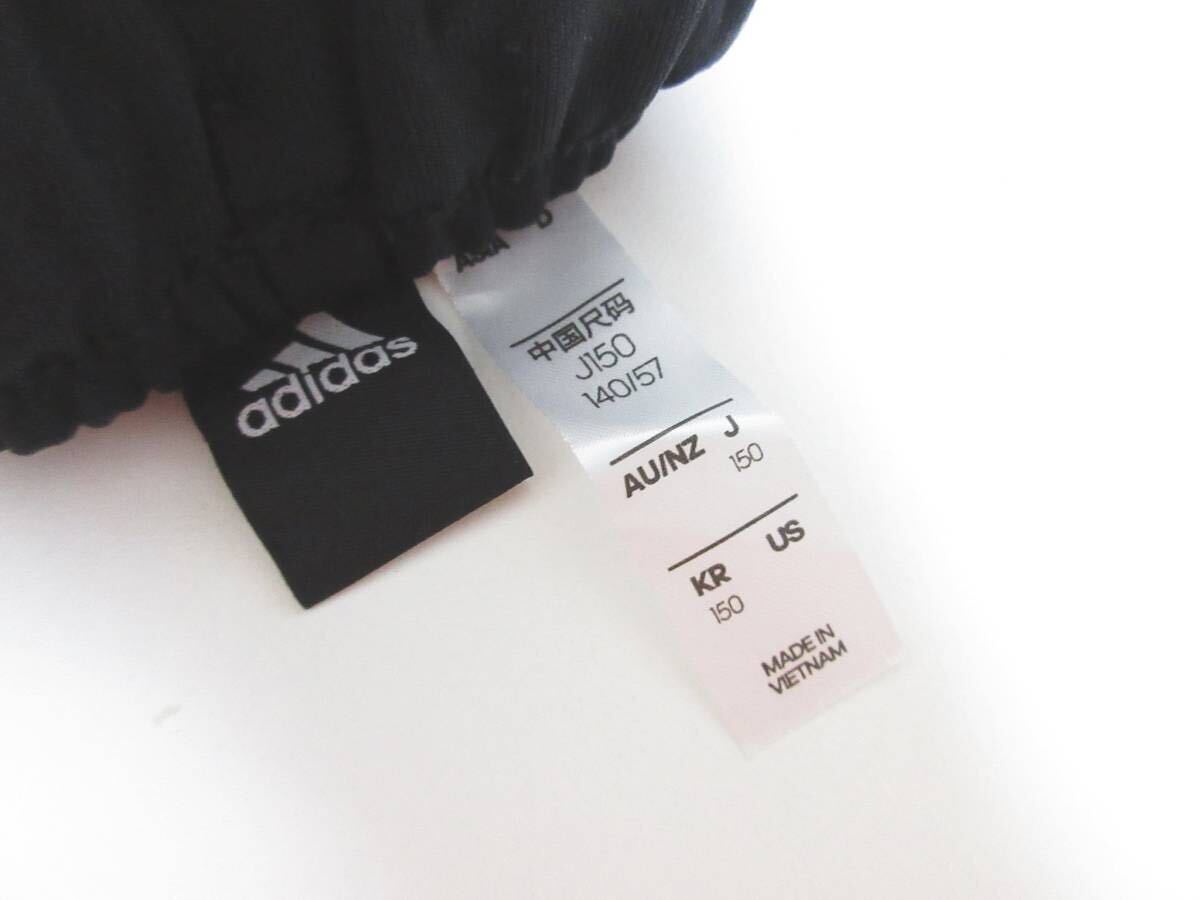 adidas
ASIA D
中国尺码
J150
140/57
AU/NZ J
150
KR US
150
MADE IN
VIETNAM